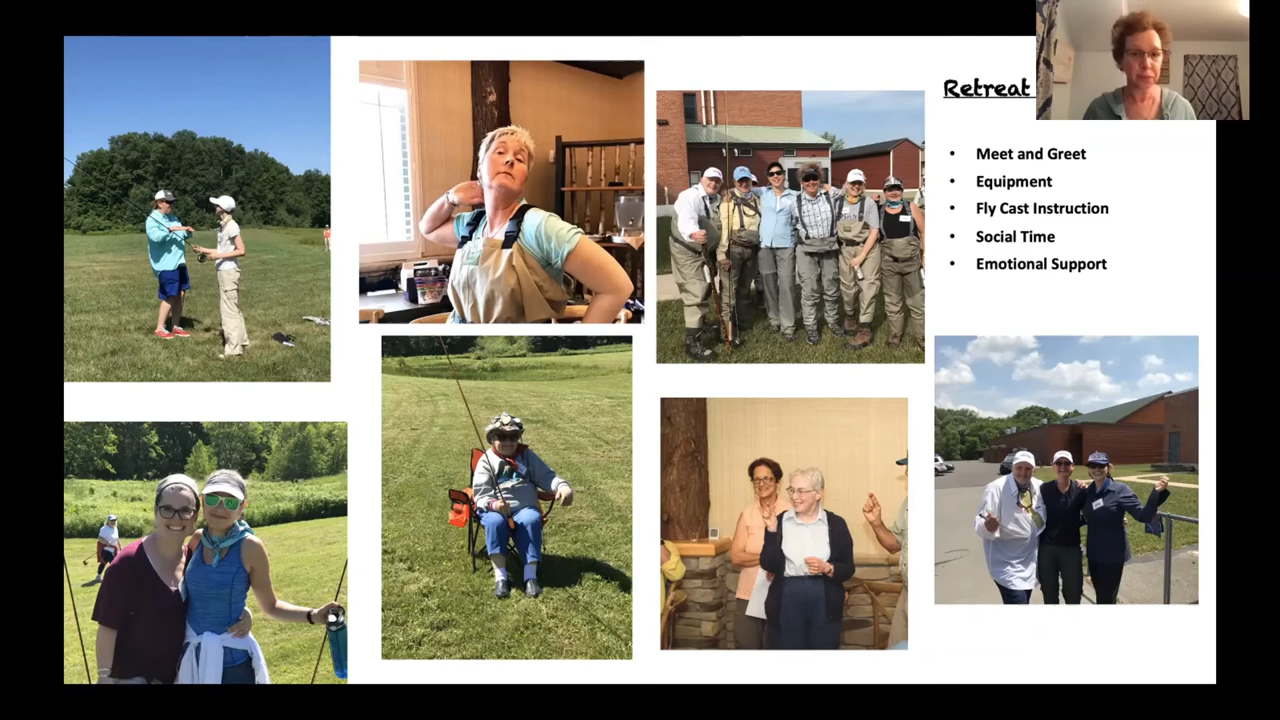 Retreat
Meet and Greet
Equipment
Fly Cast Instruction
Social Time
Emotional Support